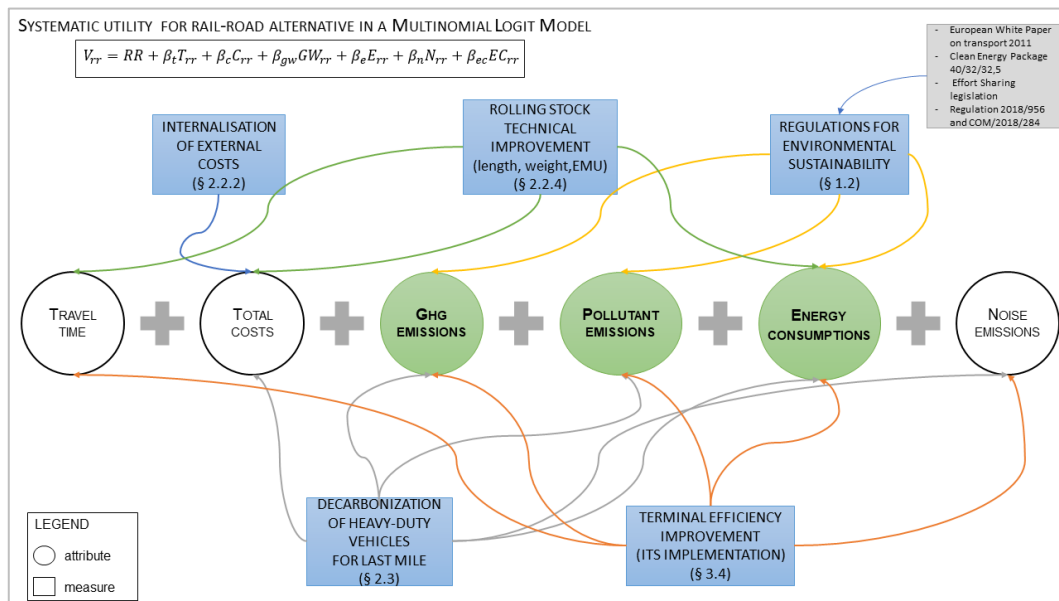 SYSTEMATIC UTILITY FOR RAIL-ROAD ALTERNATIVE IN A MULTINOMIAL LOGIT MODEL
V_rr = RR + β_t T_rr + β_c C_rr + β_gw GW_rr + β_e E_rr + β_n N_rr + β_ec EC_rr
- European White Paper
on transport 2011
- Clean Energy Package
40/32/32,5
- Effort Sharing
legislation
- Regulation 2018/956
and COM/2018/284
INTERNALISATION
OF EXTERNAL
COSTS
(§ 2.2.2)
ROLLING STOCK
TECHNICAL
IMPROVEMENT
(length, weight,EMU)
(§ 2.2.4)
REGULATIONS FOR
ENVIRONMENTAL
SUSTAINABILITY
(§ 1.2)
TRAVEL
TIME
TOTAL
COSTS
GHG
EMISSIONS
POLLUTANT
EMISSIONS
ENERGY
CONSUMPTIONS
NOISE
EMISSIONS
DECARBONIZATION
OF HEAVY-DUTY
VEHICLES
FOR LAST MILE
(§ 2.3)
TERMINAL EFFICIENCY
IMPROVEMENT
(ITS IMPLEMENTATION)
(§ 3.4)
LEGEND
attribute
measure